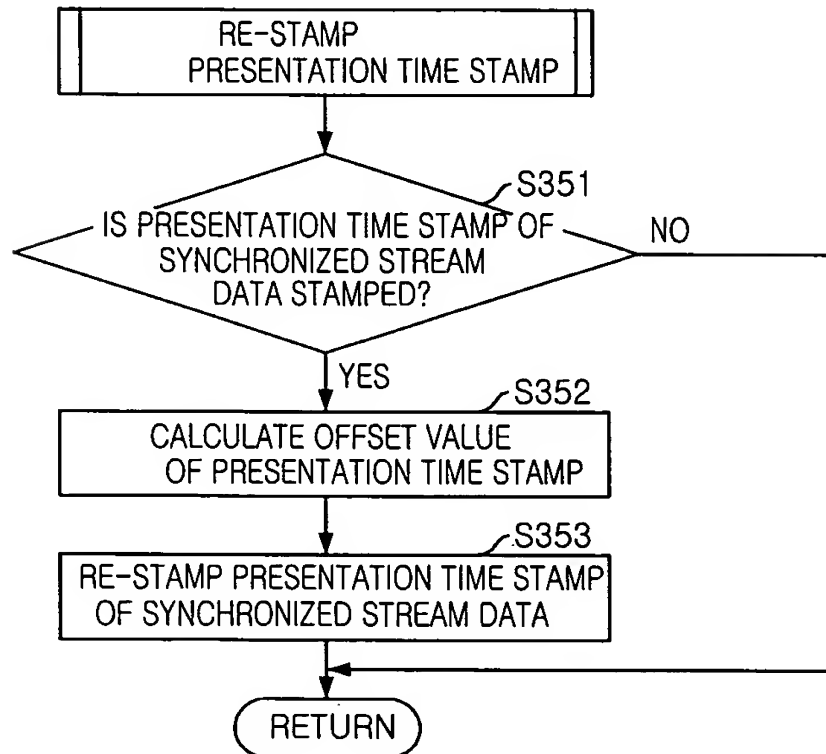 RE-STAMP
PRESENTATION TIME STAMP
S351
IS PRESENTATION TIME STAMP OF
SYNCHRONIZED STREAM
DATA STAMPED?
NO
YES
S352
CALCULATE OFFSET VALUE
OF PRESENTATION TIME STAMP
S353
RE-STAMP PRESENTATION TIME STAMP
OF SYNCHRONIZED STREAM DATA
RETURN